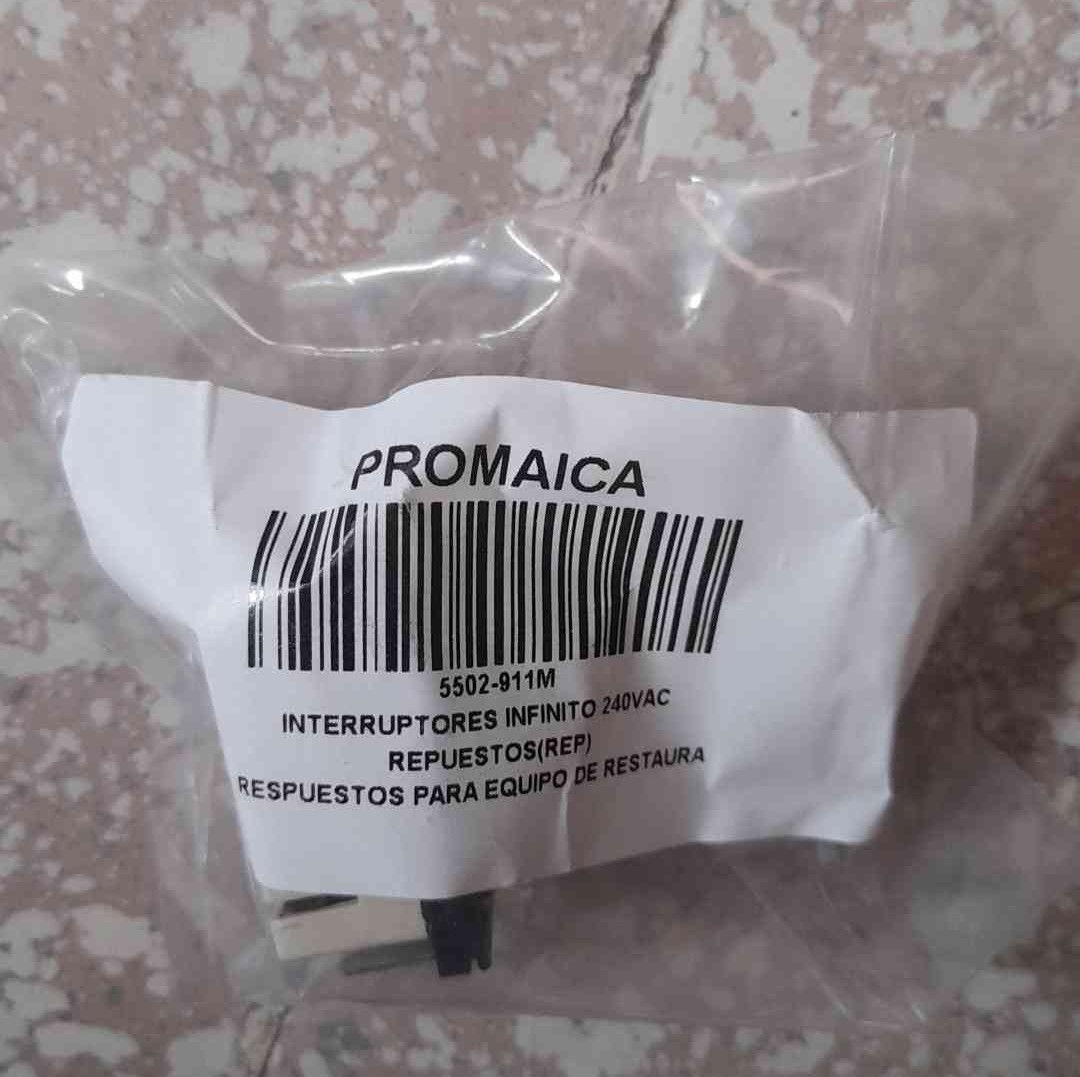 PROMAICA
5502-911M
INTERRUPTORES INFINITO 240VAC
REPUESTOS(REP)
RESPUESTOS PARA EQUIPO DE RESTAURA